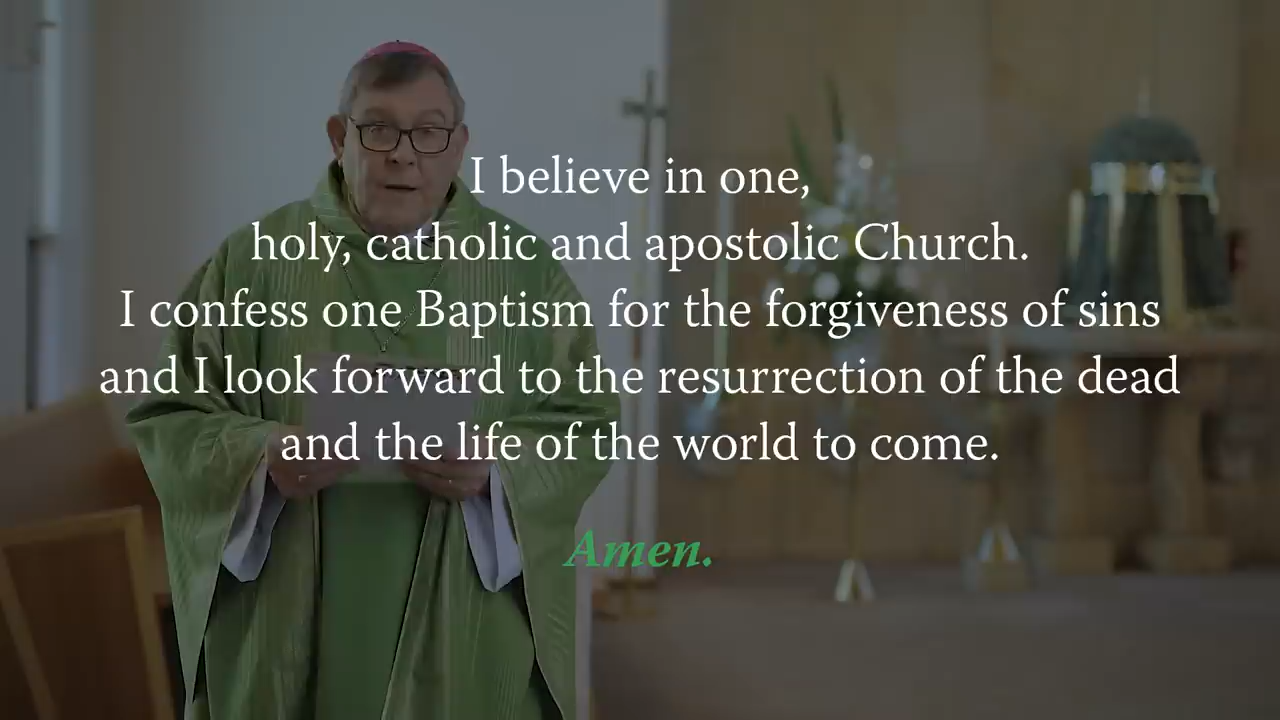 I believe in one,
holy, catholic and apostolic Church.
I confess one Baptism for the forgiveness of sins
and I look forward to the resurrection of the dead
and the life of the world to come.
Amen.